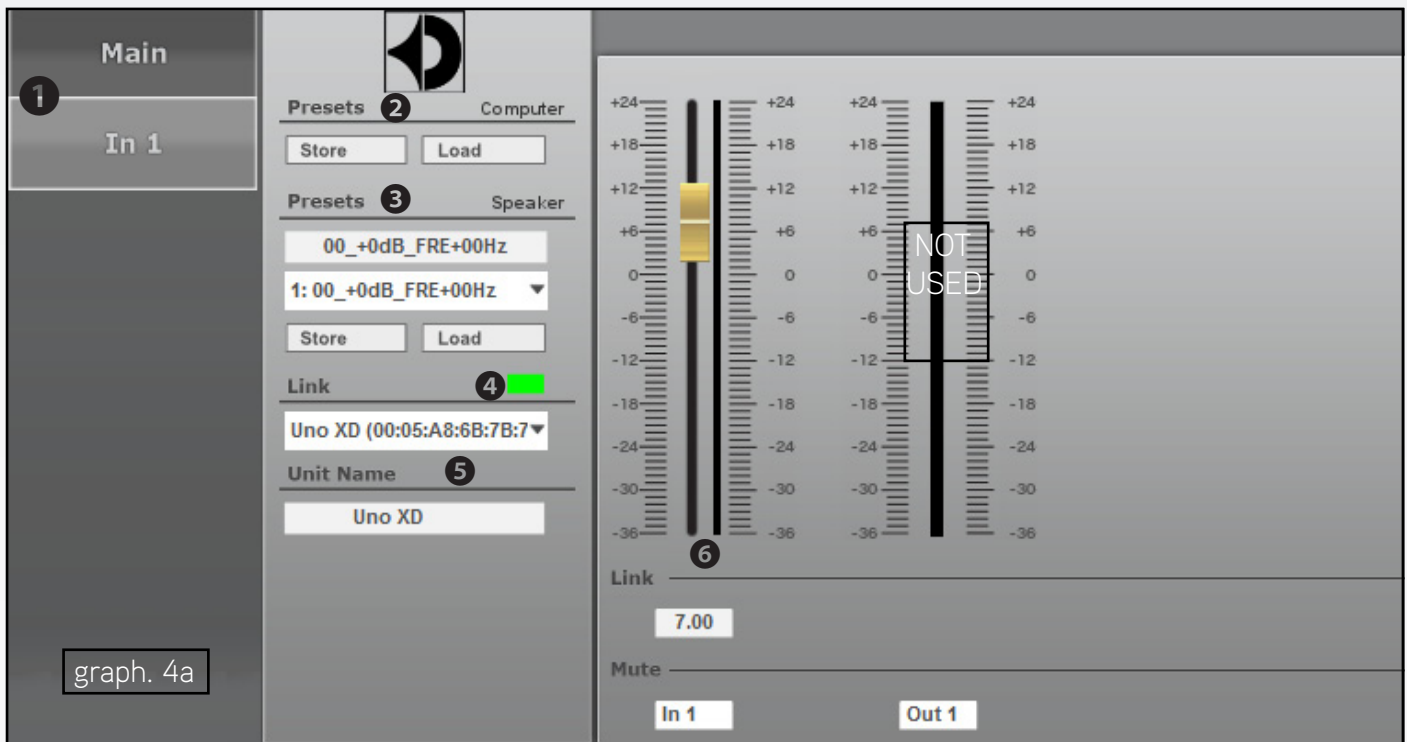 Main
1
In 1
Presets 2 Computer
Store Load
Presets 3 Speaker
00_+0dB_FRE+00Hz
1: 00_+0dB_FRE+00Hz
Store Load
Link 4
Uno XD (00:05:A8:6B:7B:7
Unit Name 5
Uno XD
graph. 4a
+24 +24 +24 +24
+18 +18 +18 +18
+12 +12 +12 +12
+6 +6 +6 +6
NOT
0 0 0 0
USED
-6 -6 -6 -6
-12 -12 -12 -12
-18 -18 -18 -18
-24 -24 -24 -24
-30 -30 -30 -30
-36 -36 -36 -36
6
Link
7.00
Mute
In 1 Out 1